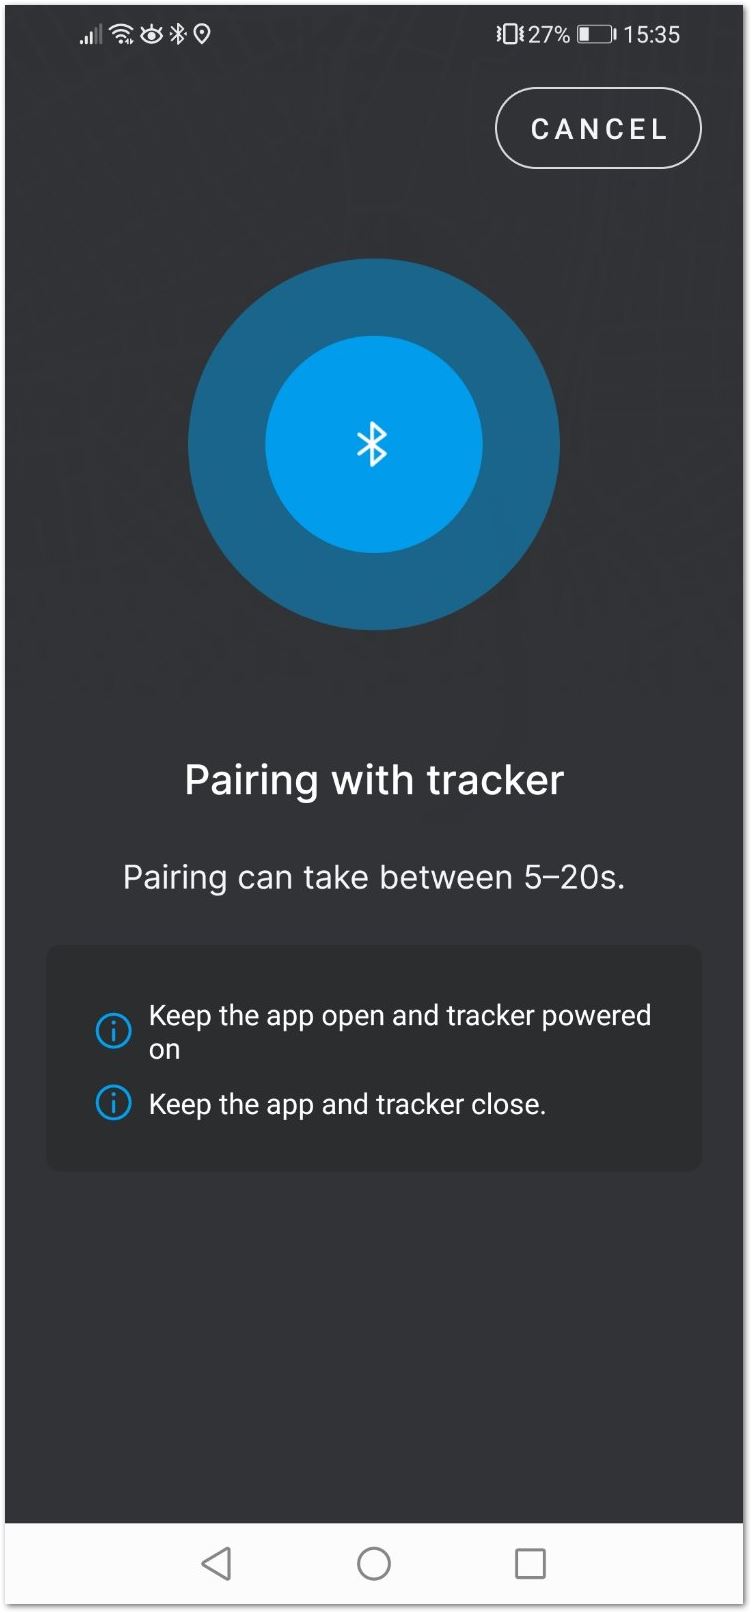 27% 15:35
CANCEL
Pairing with tracker
Pairing can take between 5–20s.
Keep the app open and tracker powered
on
Keep the app and tracker close.